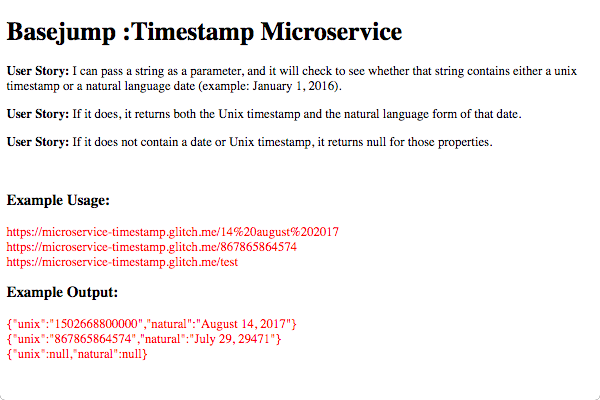 Basejump :Timestamp Microservice
User Story: I can pass a string as a parameter, and it will check to see whether that string contains either a unix
timestamp or a natural language date (example: January 1, 2016).
User Story: If it does, it returns both the Unix timestamp and the natural language form of that date.
User Story: If it does not contain a date or Unix timestamp, it returns null for those properties.
Example Usage:
https://microservice-timestamp.glitch.me/14%20august%202017
https://microservice-timestamp.glitch.me/867865864574
https://microservice-timestamp.glitch.me/test
Example Output:
{"unix":"1502668800000","natural":"August 14, 2017"}
{"unix":"867865864574","natural":"July 29, 29471"}
{"unix":null,"natural":null}